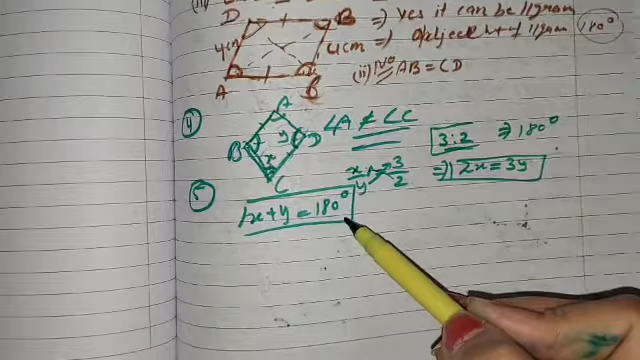 D B ⇒ yes it can be ||gram
4cm 4cm ⇒ ||gram 180°
A B (ii) No AB = CD
4) A ∠A ≠ ∠C 3:2 ⇒ 180°
B y D
x C x/y = 3/2 ⇒ 2x = 3y
5) x + y = 180°